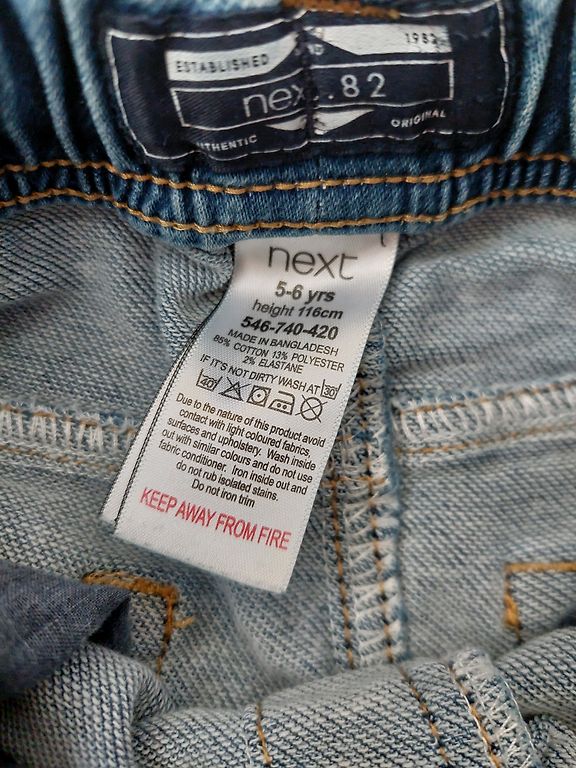 ESTABLISHED 1982
next.82
AUTHENTIC ORIGINAL
next
5-6 yrs
height 116cm
546-740-420
MADE IN BANGLADESH
85% COTTON 13% POLYESTER
2% ELASTANE
IF IT'S NOT DIRTY WASH AT 30
40
Due to the nature of this product avoid
contact with light coloured fabrics,
surfaces and upholstery. Wash inside
out with similar colours and do not use
fabric conditioner. Iron inside out and
do not rub isolated stains.
Do not iron trim
KEEP AWAY FROM FIRE